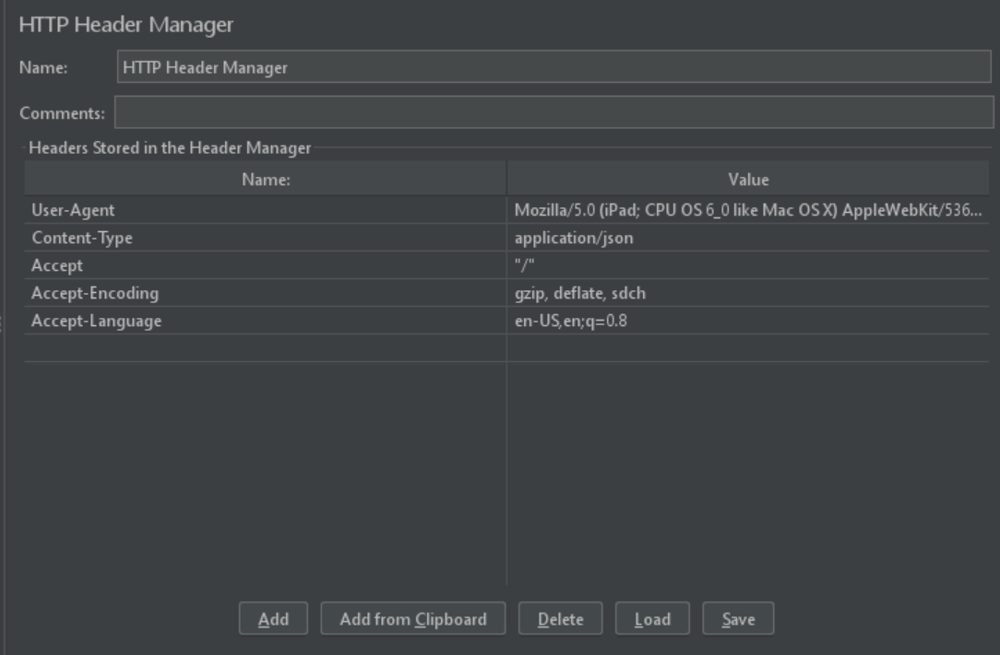 HTTP Header Manager
Name: HTTP Header Manager
Comments:
Headers Stored in the Header Manager
Name: Value
User-Agent Mozilla/5.0 (iPad; CPU OS 6_0 like Mac OS X) AppleWebKit/536...
Content-Type application/json
Accept "/"
Accept-Encoding gzip, deflate, sdch
Accept-Language en-US,en;q=0.8
Add Add from Clipboard Delete Load Save